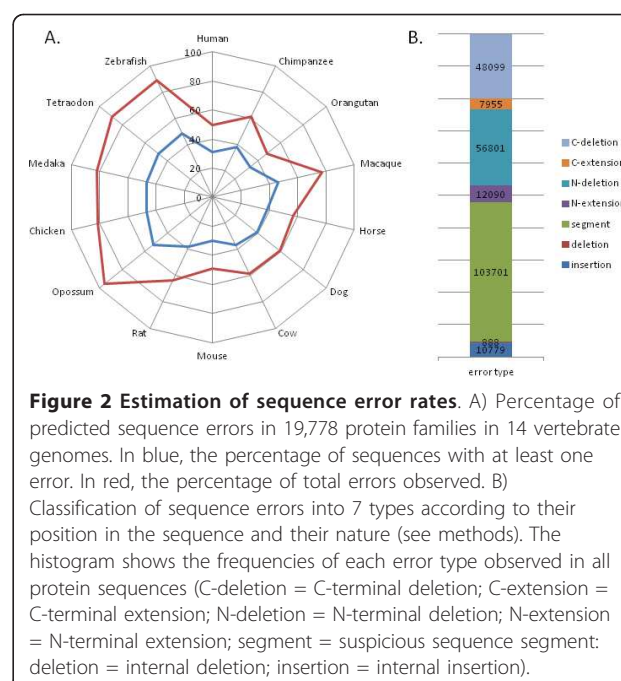 A.
Human
Chimpanzee
Orangutan
Macaque
Horse
Dog
Cow
Mouse
Rat
Opossum
Chicken
Medaka
Tetraodon
Zebrafish
100
80
60
40
20
0
B.
48099
7955
56801
12090
103701
888
10779
errortype
C-deletion
C-extension
N-deletion
N-extension
segment
deletion
insertion
Figure 2 Estimation of sequence error rates. A) Percentage of
predicted sequence errors in 19,778 protein families in 14 vertebrate
genomes. In blue, the percentage of sequences with at least one
error. In red, the percentage of total errors observed. B)
Classification of sequence errors into 7 types according to their
position in the sequence and their nature (see methods). The
histogram shows the frequencies of each error type observed in all
protein sequences (C-deletion = C-terminal deletion; C-extension =
C-terminal extension; N-deletion = N-terminal deletion; N-extension
= N-terminal extension; segment = suspicious sequence segment:
deletion = internal deletion; insertion = internal insertion).